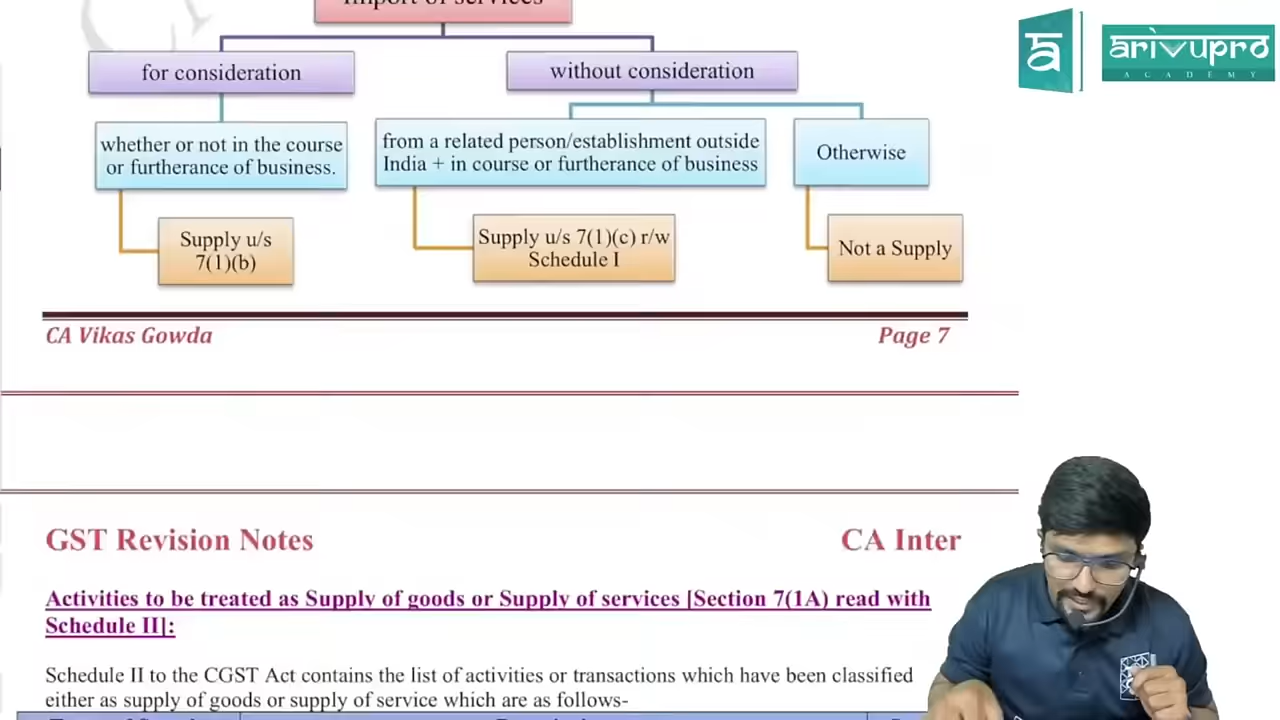 Import of services
for consideration
without consideration
whether or not in the course
or furtherance of business.
from a related person/establishment outside
India + in course or furtherance of business
Otherwise
Supply u/s
7(1)(b)
Supply u/s 7(1)(c) r/w
Schedule I
Not a Supply
CA Vikas Gowda
Page 7
GST Revision Notes
CA Inter
Activities to be treated as Supply of goods or Supply of services [Section 7(1A) read with
Schedule II]:
Schedule II to the CGST Act contains the list of activities or transactions which have been classified
either as supply of goods or supply of service which are as follows-
arivupro
ACADEMY